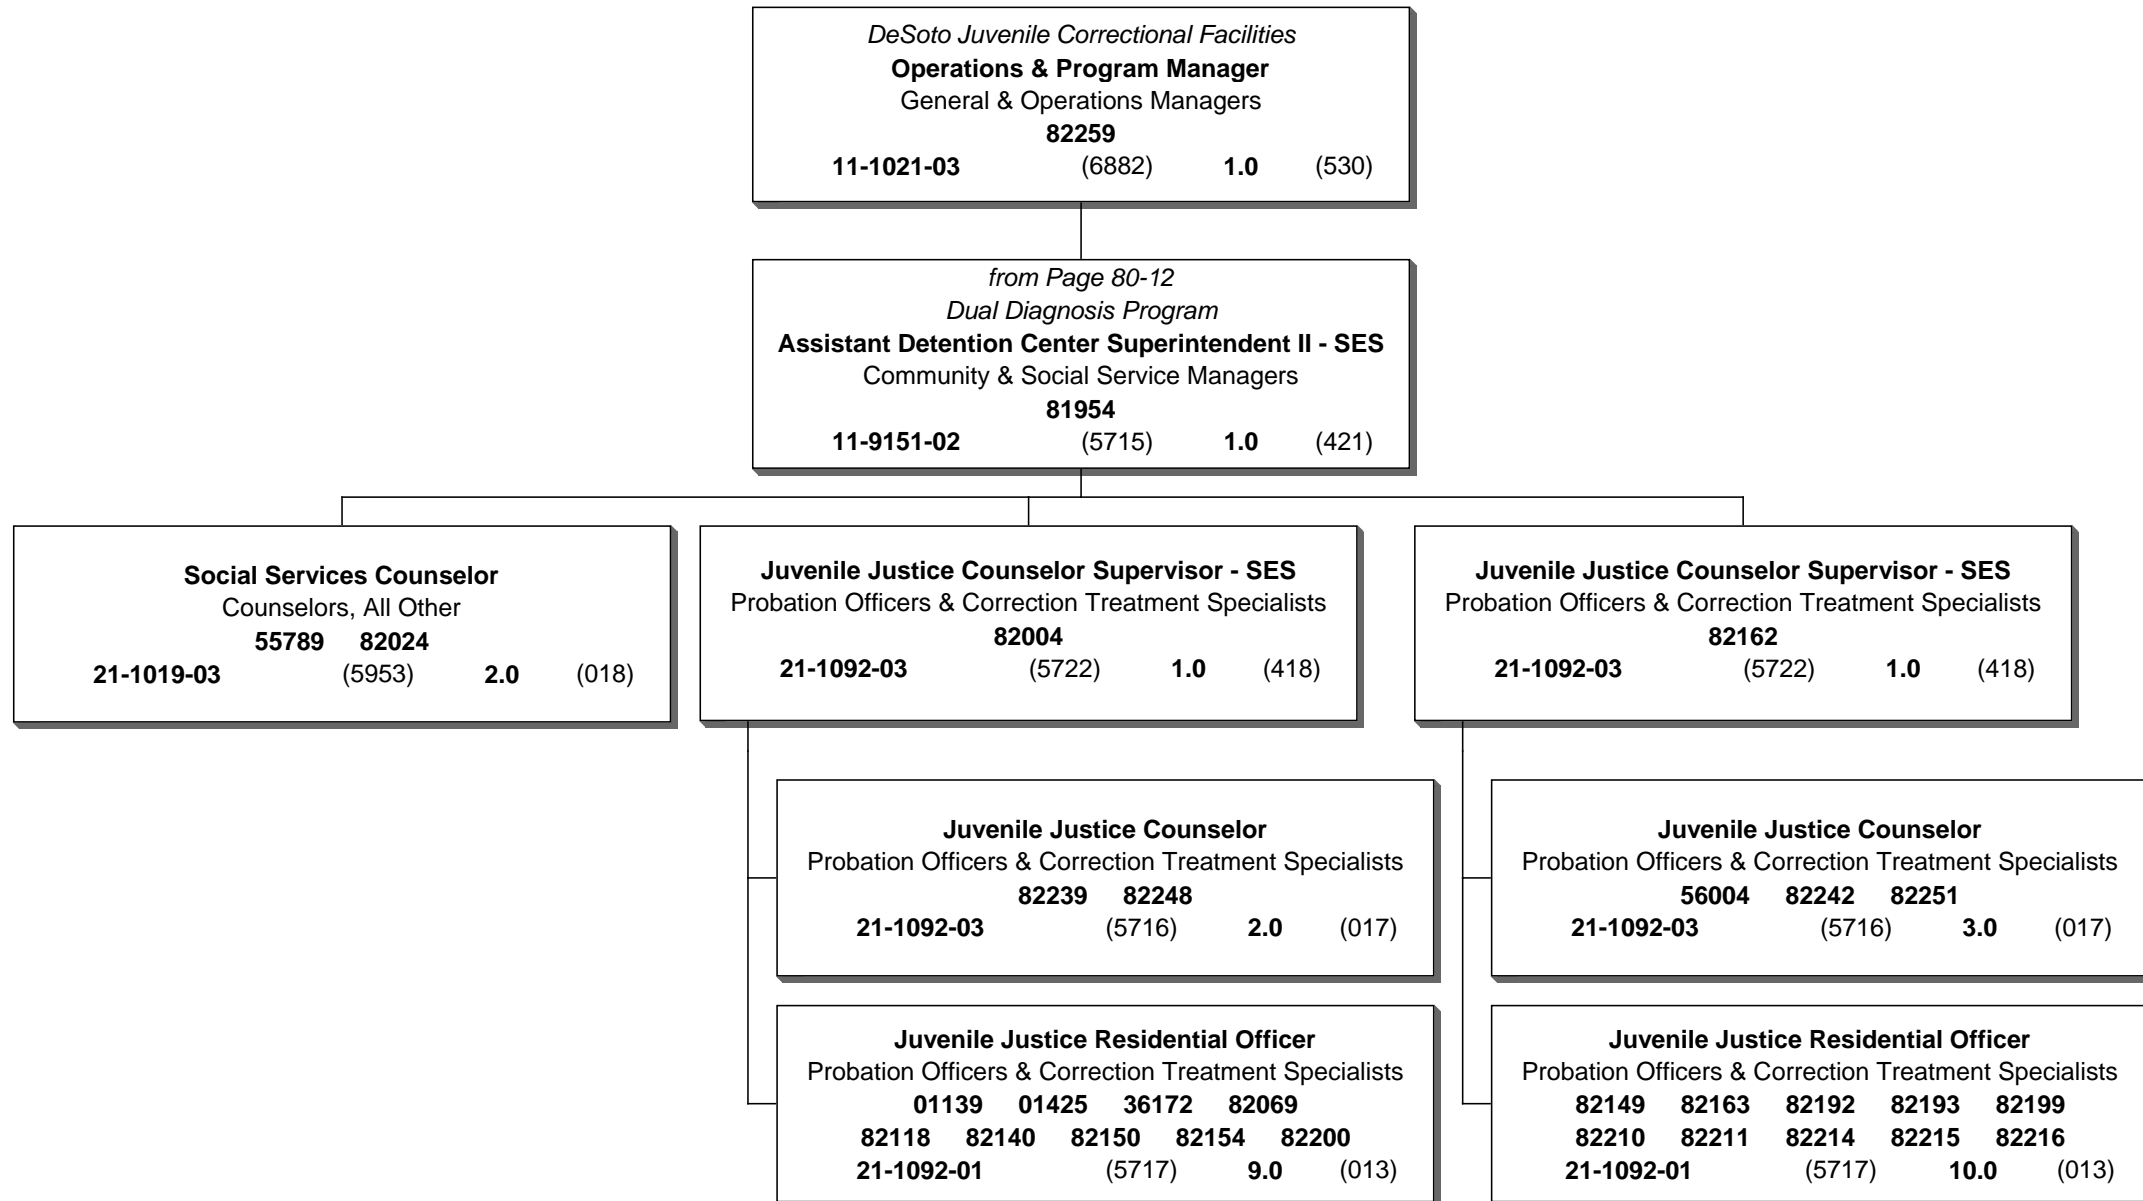 DeSoto Juvenile Correctional Facilities
Operations & Program Manager
General & Operations Managers
82259
11-1021-03 (6882) 1.0 (530)
from Page 80-12
Dual Diagnosis Program
Assistant Detention Center Superintendent II - SES
Community & Social Service Managers
81954
11-9151-02 (5715) 1.0 (421)
Social Services Counselor
Counselors, All Other
55789 82024
21-1019-03 (5953) 2.0 (018)
Juvenile Justice Counselor Supervisor - SES
Probation Officers & Correction Treatment Specialists
82004
21-1092-03 (5722) 1.0 (418)
Juvenile Justice Counselor Supervisor - SES
Probation Officers & Correction Treatment Specialists
82162
21-1092-03 (5722) 1.0 (418)
Juvenile Justice Counselor
Probation Officers & Correction Treatment Specialists
82239 82248
21-1092-03 (5716) 2.0 (017)
Juvenile Justice Counselor
Probation Officers & Correction Treatment Specialists
56004 82242 82251
21-1092-03 (5716) 3.0 (017)
Juvenile Justice Residential Officer
Probation Officers & Correction Treatment Specialists
01139 01425 36172 82069
82118 82140 82150 82154 82200
21-1092-01 (5717) 9.0 (013)
Juvenile Justice Residential Officer
Probation Officers & Correction Treatment Specialists
82149 82163 82192 82193 82199
82210 82211 82214 82215 82216
21-1092-01 (5717) 10.0 (013)